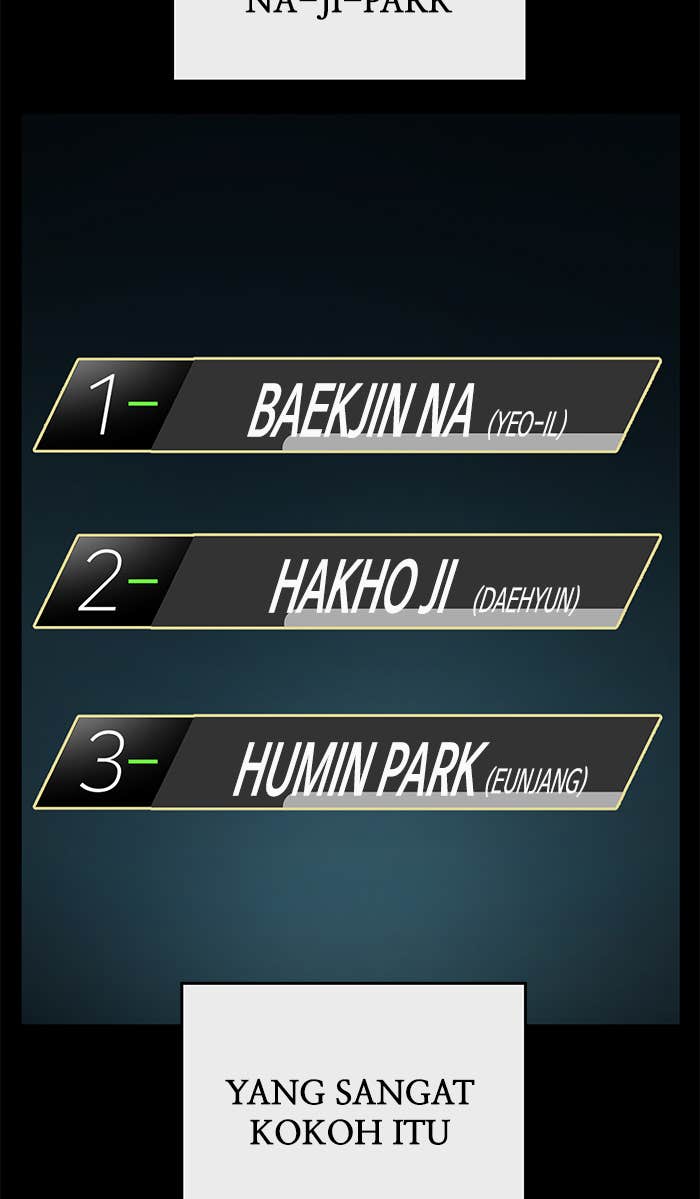 NA-JI-PARK
1-
BAEKJIN NA (YEO-IL)
2-
HAKHO JI (DAEHYUN)
3-
HUMIN PARK (EUNJANG)
YANG SANGAT
KOKOH ITU